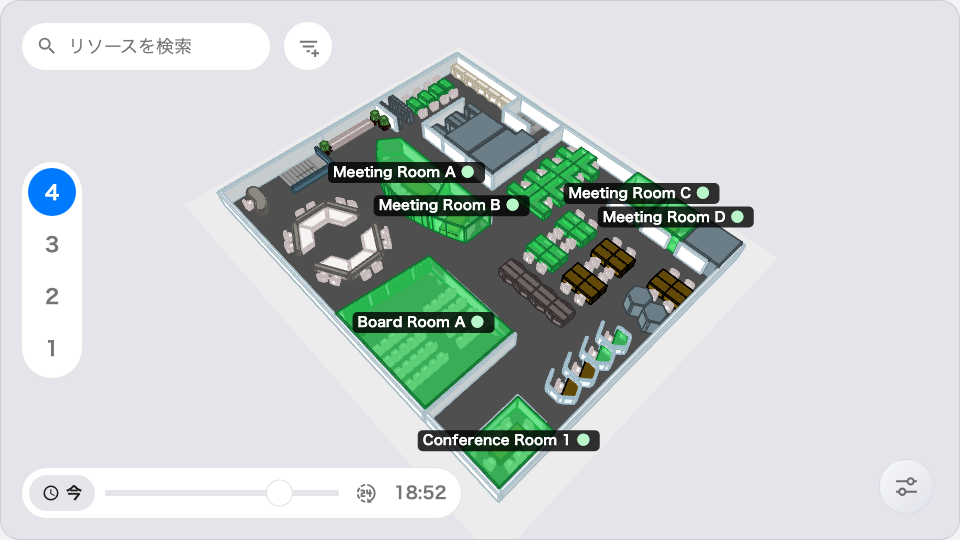 リソースを検索
Meeting Room A
Meeting Room B
Meeting Room C
Meeting Room D
4
3
2
1
Board Room A
Conference Room 1
今
24
18:52